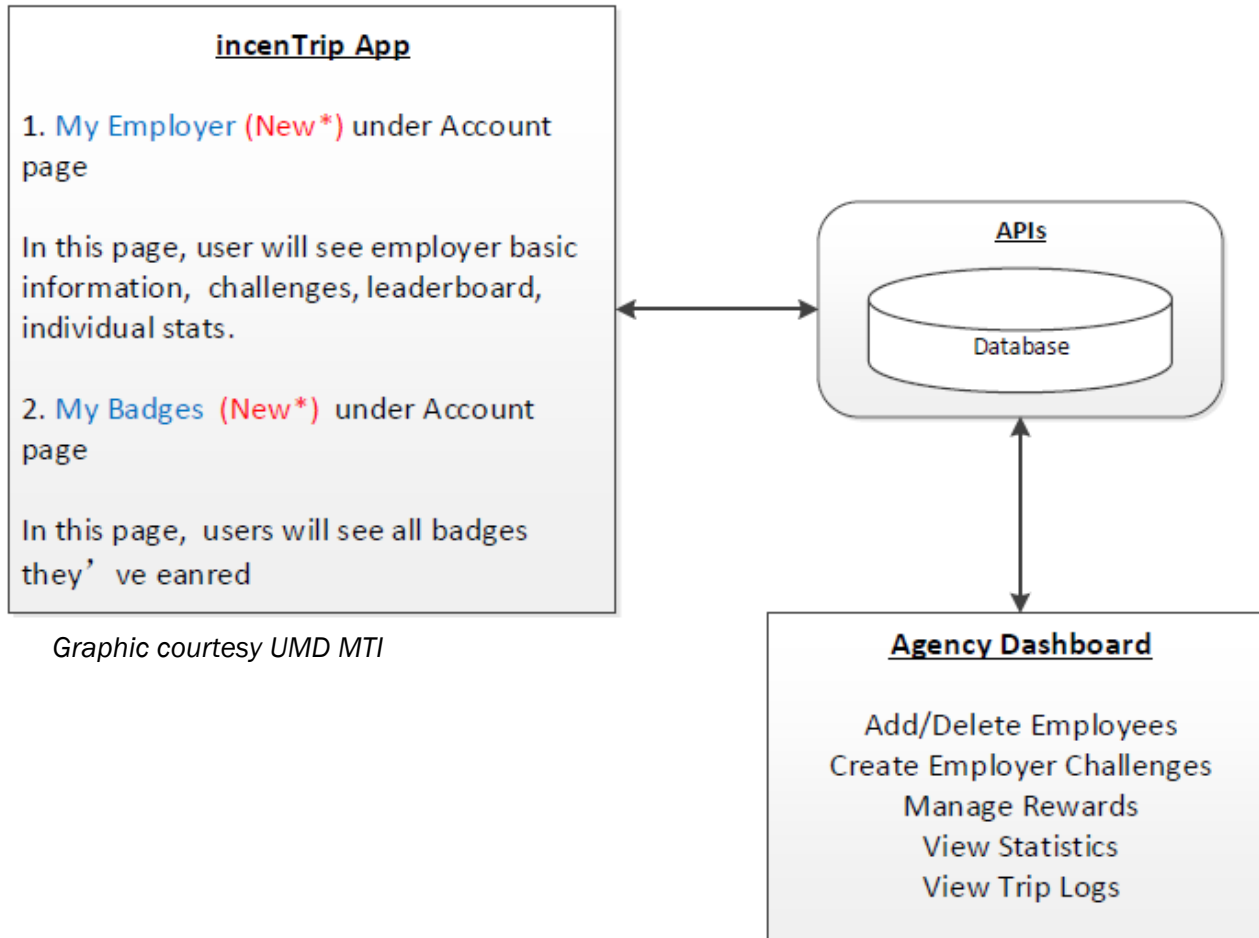 incenTrip App
1. My Employer (New*) under Account
page
In this page, user will see employer basic
information, challenges, leaderboard,
individual stats.
2. My Badges (New*) under Account
page
In this page, users will see all badges
they’ ve eanred
Graphic courtesy UMD MTI
APIs
Database
Agency Dashboard
Add/Delete Employees
Create Employer Challenges
Manage Rewards
View Statistics
View Trip Logs